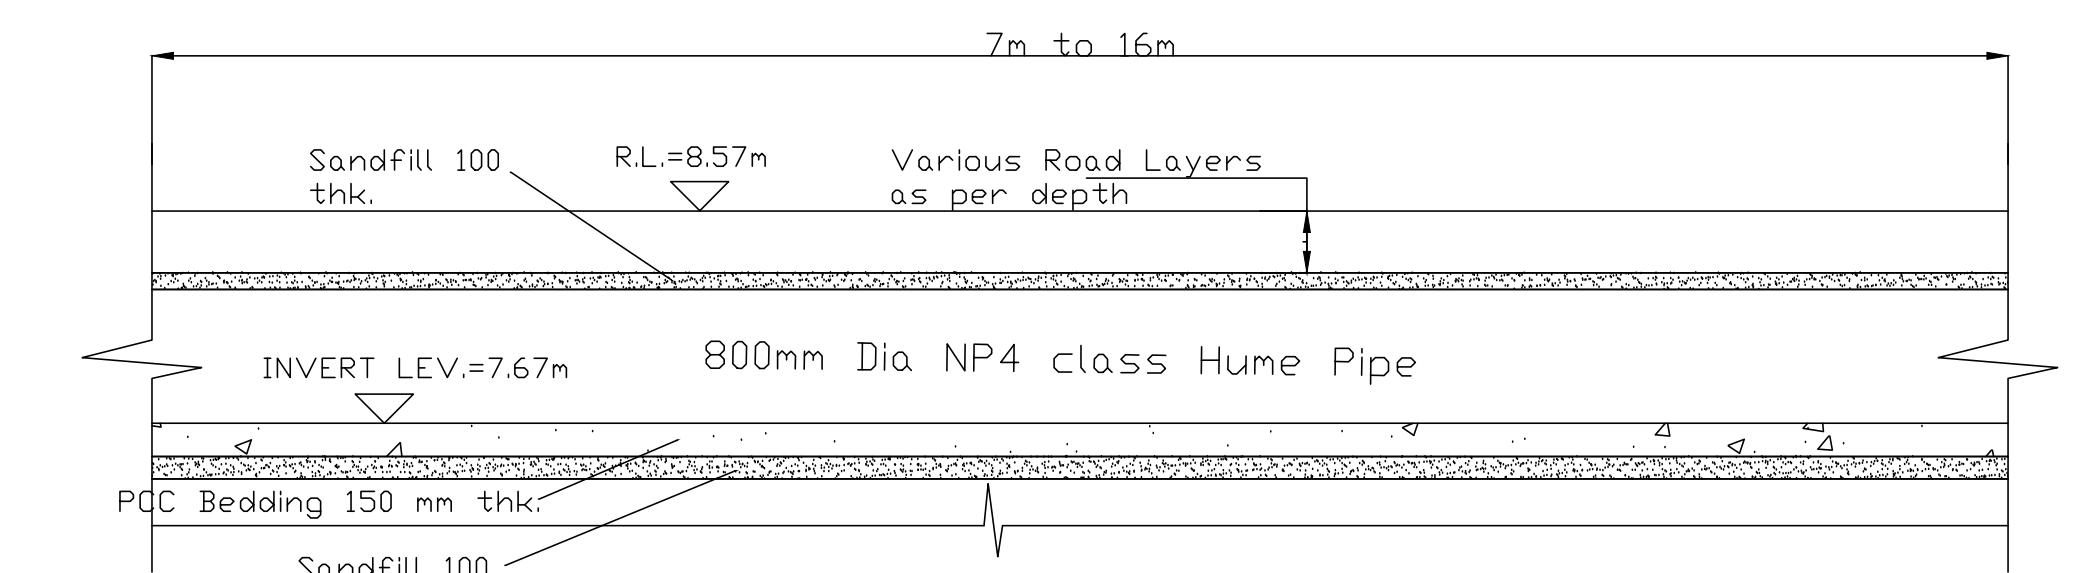 7m to 16m
Sandfill 100
thk.
R.L.=8.57m
Various Road Layers
as per depth
INVERT LEV.=7.67m
800mm Dia NP4 class Hume Pipe
PCC Bedding 150 mm thk.
Sandfill 100